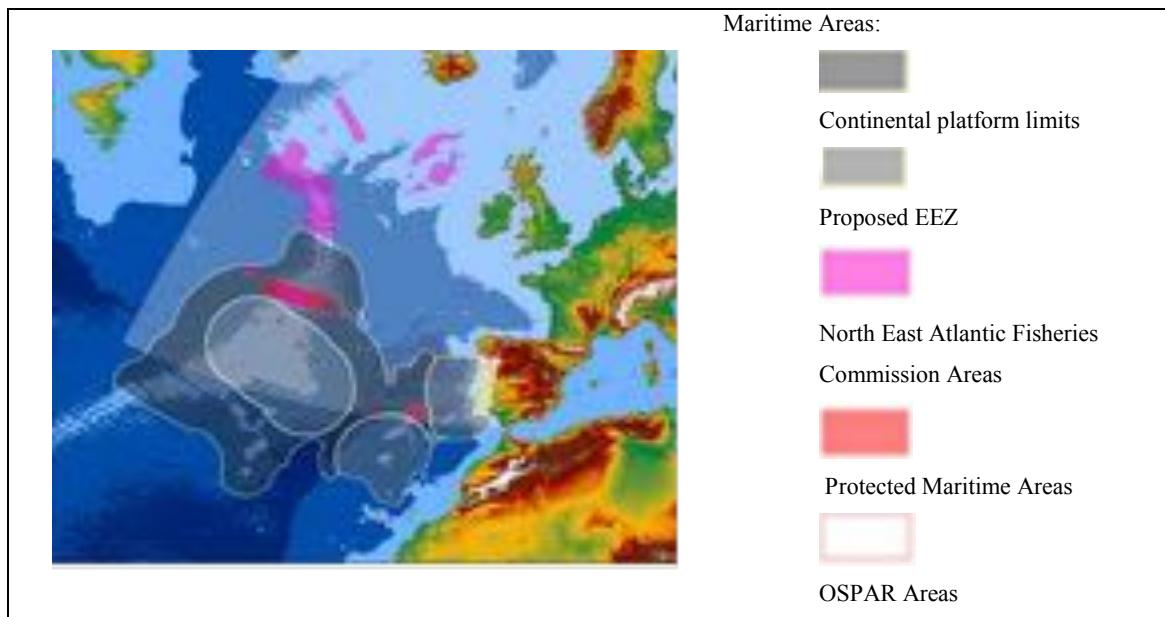 Maritime Areas:
Continental platform limits
Proposed EEZ
North East Atlantic Fisheries
Commission Areas
Protected Maritime Areas
OSPAR Areas